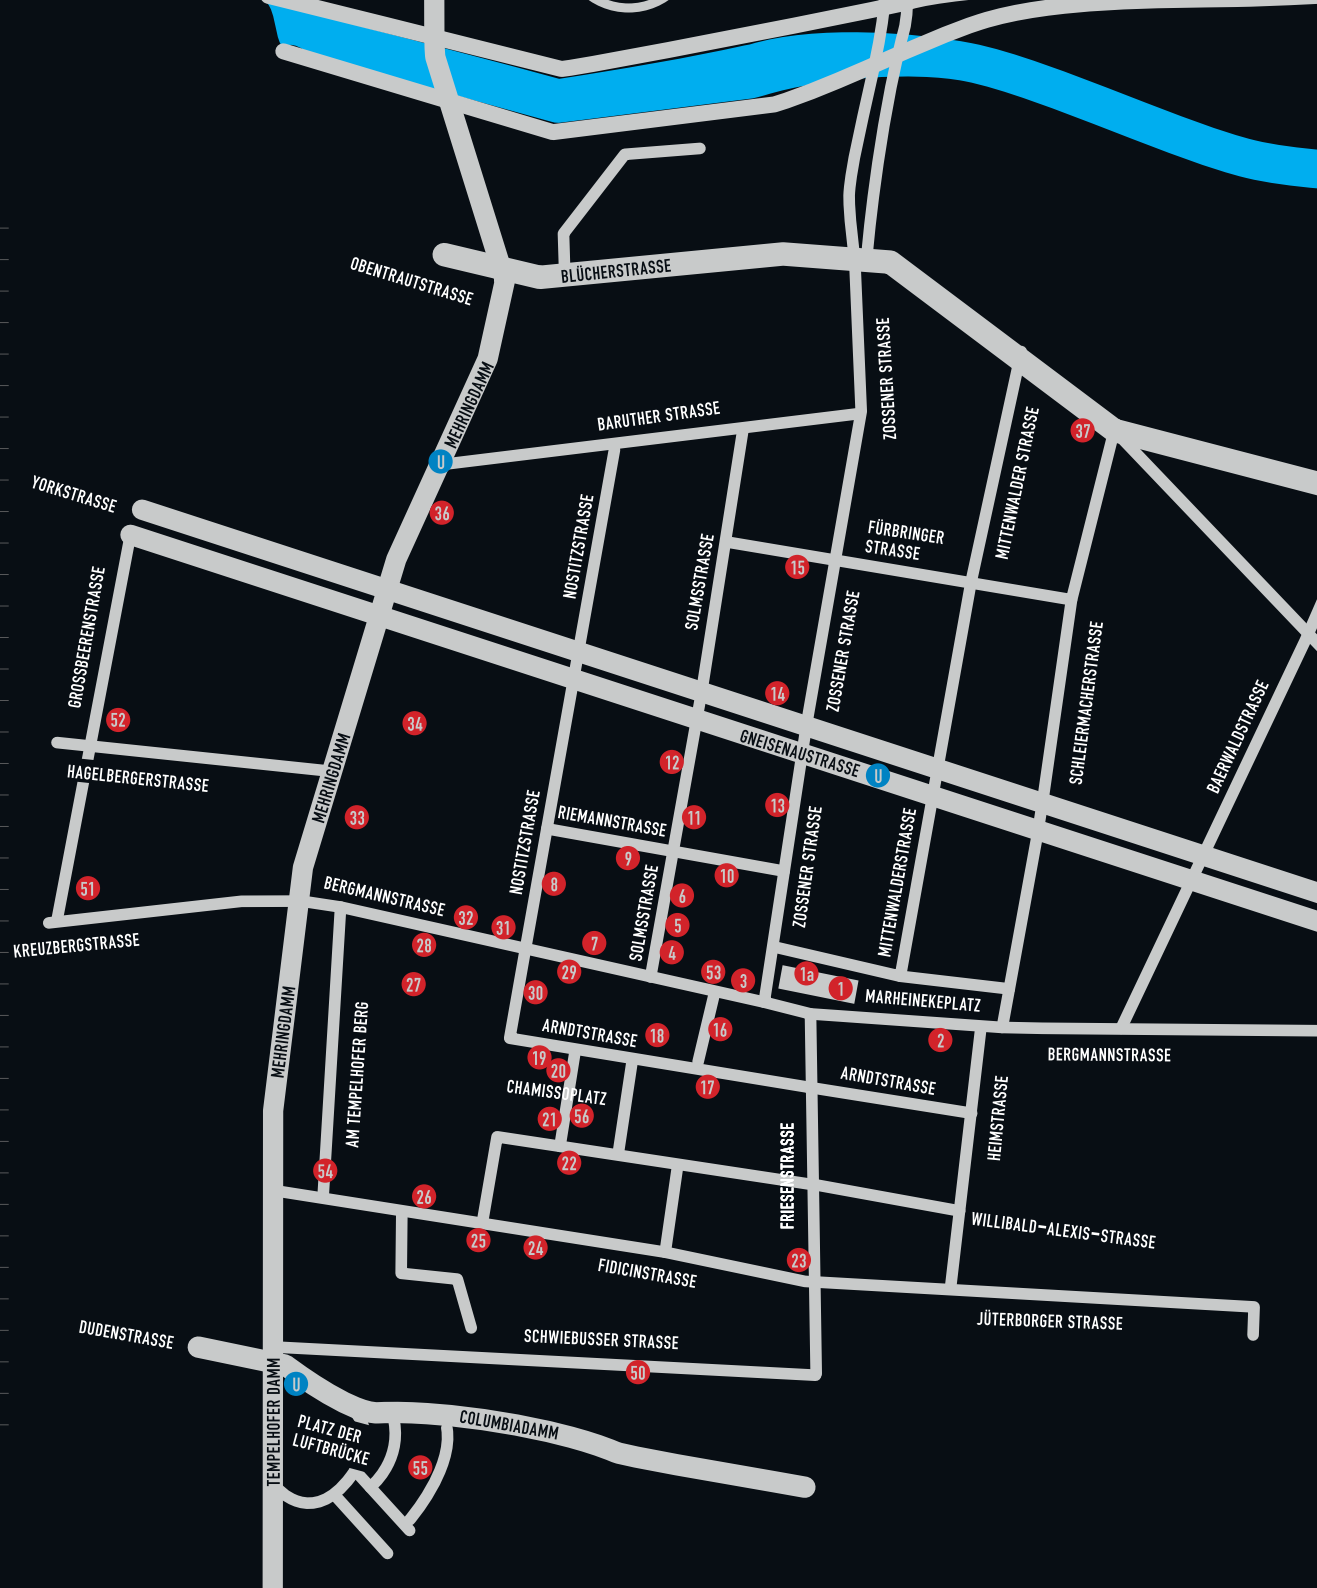 OBENTRAUTSTRASSE
BLÜCHERSTRASSE
MEHRINGDAMM
ZOSSENER STRASSE
BARUTHER STRASSE
MITTENWALDER STRASSE
37
U
YORKSTRASSE
36
NOSTITZSTRASSE
SOLMSSTRASSE
FÜRBRINGER
STRASSE
15
GROSSBEERENSTRASSE
ZOSSENER STRASSE
SCHLEIERMACHERSTRASSE
BAERWALDSTRASSE
52
34
14
GNEISENAUSTRASSE
U
12
HAGELBERGERSTRASSE
MEHRINGDAMM
33
NOSTITZSTRASSE
RIEMANNSTRASSE
11
13
ZOSSENER STRASSE
MITTENWALDERSTRASSE
9
10
51
BERGMANNSTRASSE
8
SOLMSSTRASSE
6
32
31
5
KREUZBERGSTRASSE
28
7
4
29
53
3
1a
1
27
30
MARHEINEKEPLATZ
MEHRINGDAMM
AM TEMPELHOFER BERG
ARNDTSTRASSE
18
16
2
BERGMANNSTRASSE
19
20
17
ARNDTSTRASSE
CHAMISSOPLATZ
21
56
HEIMSTRASSE
54
22
FRIESENSTRASSE
26
25
24
WILLIBALD-ALEXIS-STRASSE
23
FIDICINSTRASSE
JÜTERBORGER STRASSE
DUDENSTRASSE
SCHWIEBUSSER STRASSE
50
U
TEMPELHOFER DAMM
PLATZ DER
LUFTBRÜCKE
COLUMBIADAMM
55